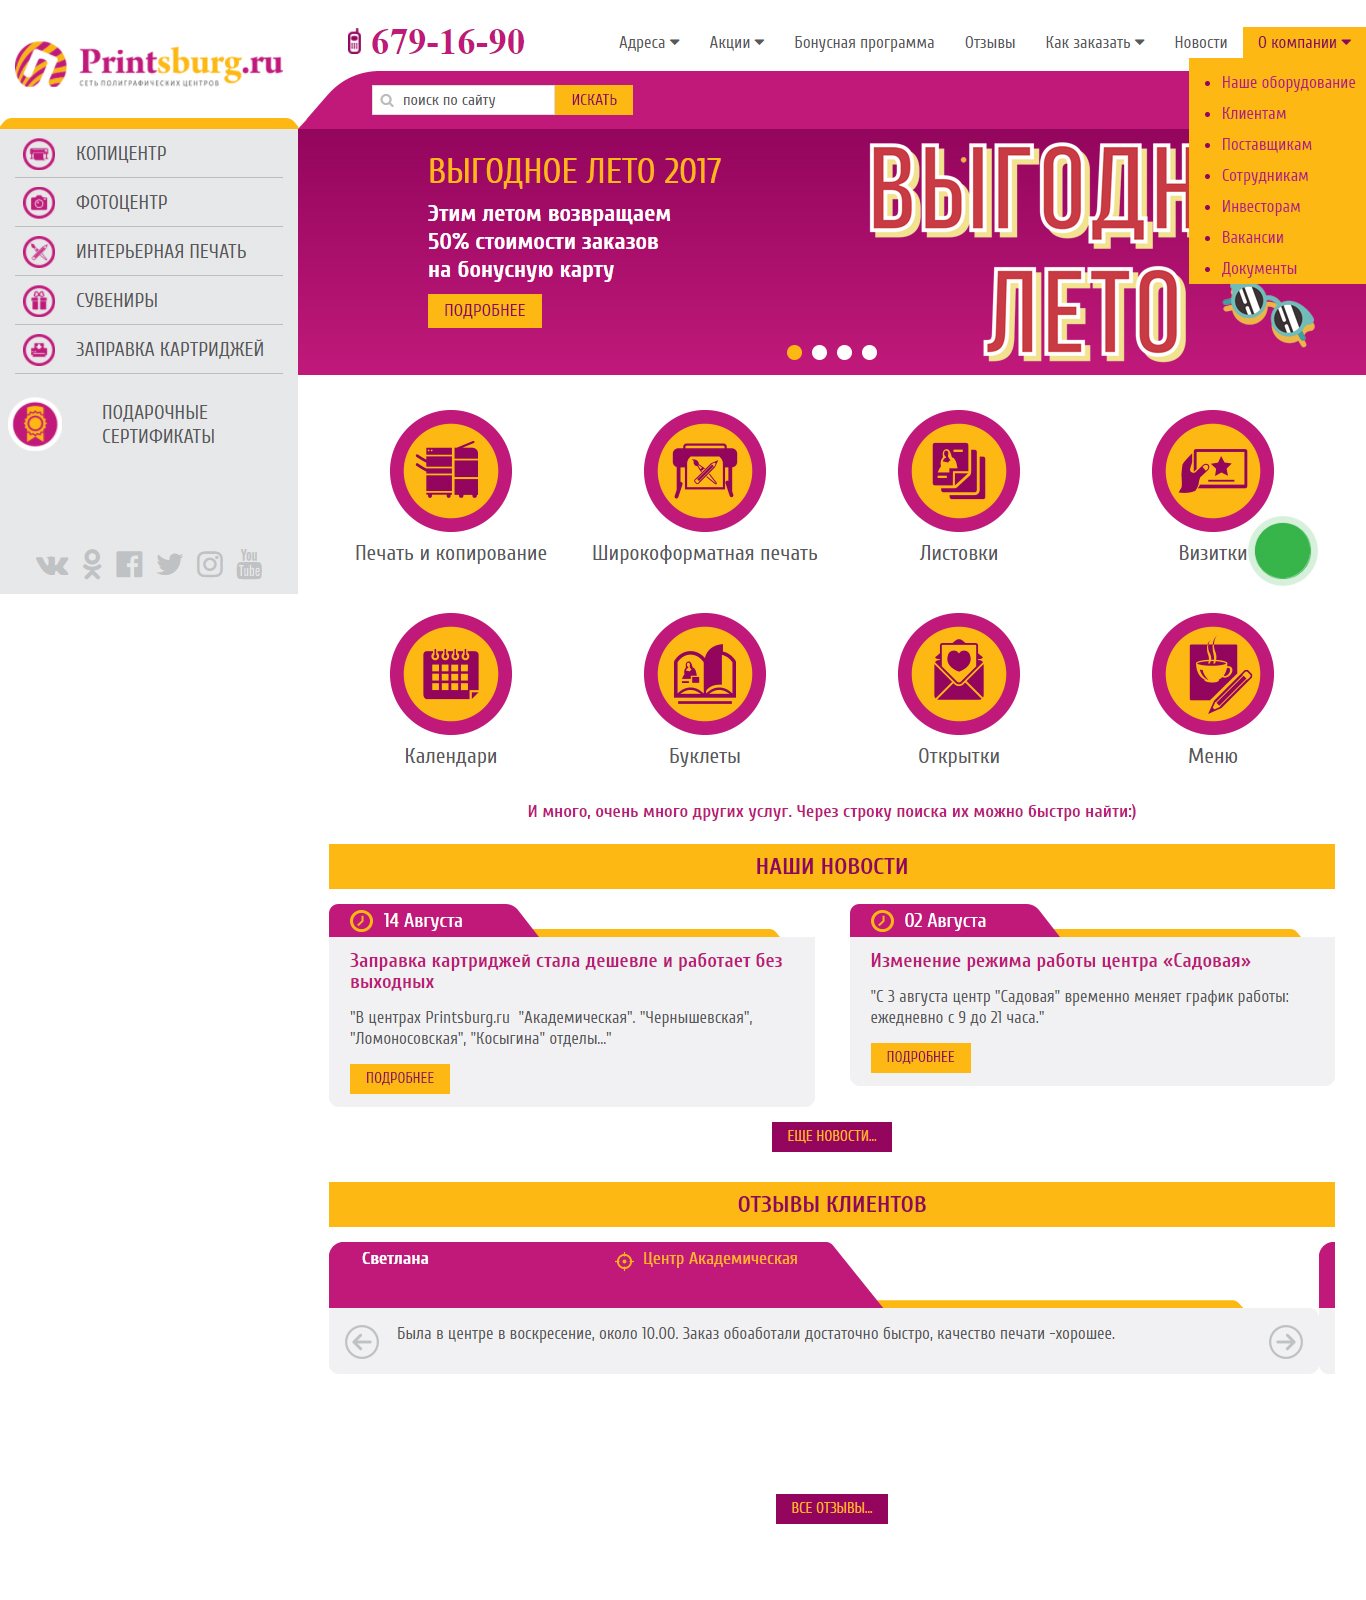 Printsburg.ru
СЕТЬ ПОЛИГРАФИЧЕСКИХ ЦЕНТРОВ
679-16-90
Адреса
Акции
Бонусная программа
Отзывы
Как заказать
Новости
О компании
Наше оборудование
Клиентам
Поставщикам
Сотрудникам
Инвесторам
Вакансии
Документы
поиск по сайту
ИСКАТЬ
КОПИЦЕНТР
ФОТОЦЕНТР
ИНТЕРЬЕРНАЯ ПЕЧАТЬ
СУВЕНИРЫ
ЗАПРАВКА КАРТРИДЖЕЙ
ПОДАРОЧНЫЕ
СЕРТИФИКАТЫ
You
Tube
ВЫГОДНОЕ ЛЕТО 2017
Этим летом возвращаем
50% стоимости заказов
на бонусную карту
ПОДРОБНЕЕ
ВЫГОДН
ЛЕТО
Печать и копирование
Широкоформатная печать
Листовки
Визитки
Календари
Буклеты
Открытки
Меню
И много, очень много других услуг. Через строку поиска их можно быстро найти:)
НАШИ НОВОСТИ
14 Августа
Заправка картриджей стала дешевле и работает без
выходных
"В центрах Printsburg.ru "Академическая". "Чернышевская",
"Ломоносовская", "Косыгина" отделы..."
ПОДРОБНЕЕ
02 Августа
Изменение режима работы центра «Садовая»
"С 3 августа центр "Садовая" временно меняет график работы:
ежедневно с 9 до 21 часа."
ПОДРОБНЕЕ
ЕЩЕ НОВОСТИ...
ОТЗЫВЫ КЛИЕНТОВ
Светлана
Центр Академическая
Была в центре в воскресение, около 10.00. Заказ обоаботали достаточно быстро, качество печати -хорошее.
ВСЕ ОТЗЫВЫ...